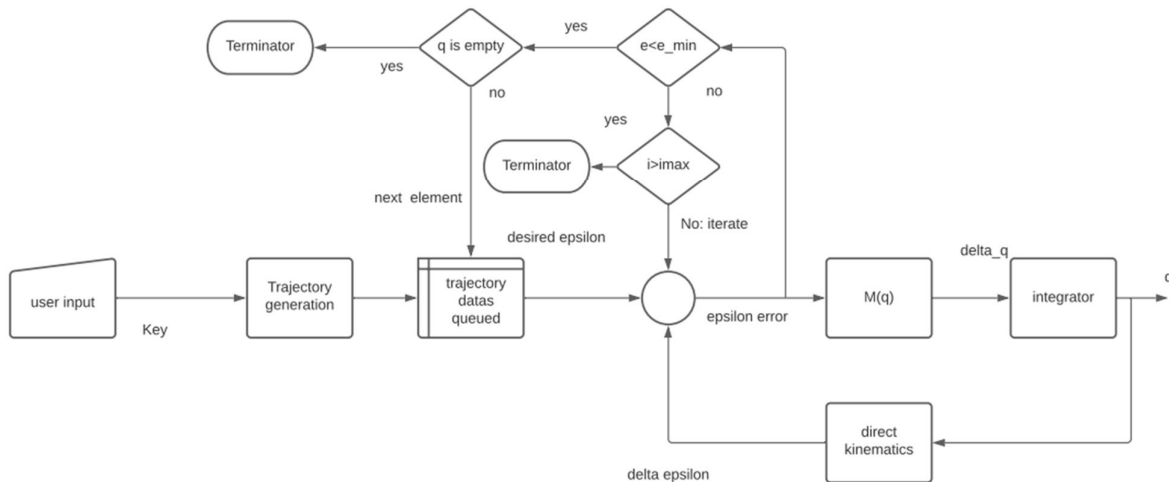 Terminator
yes
q is empty
yes
e<e_min
no
no
yes
Terminator
i>imax
next element
No: iterate
desired epsilon
user input
Key
Trajectory
generation
trajectory
datas
queued
epsilon error
M(q)
delta_q
integrator
direct
kinematics
delta epsilon